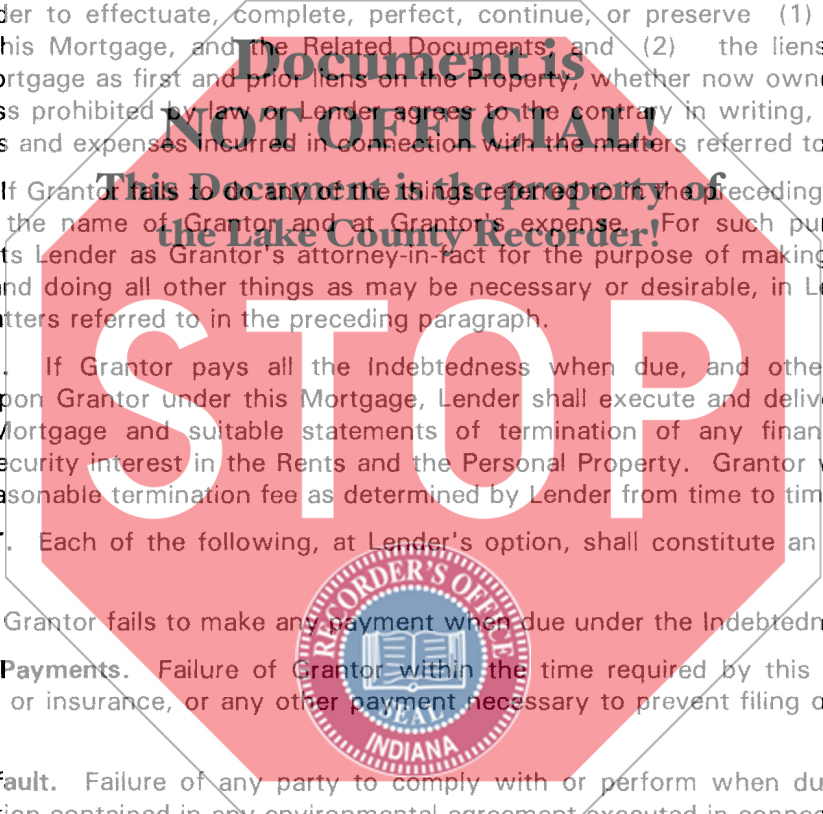 der to effectuate, complete, perfect, continue, or preserve (1)
his Mortgage, and the Related Documents, and (2) the liens
Document is
ortgage as first and prior liens on the Property, whether now own
ss prohibited by law or Lender agrees to the contrary in writing,
NOT OFFICIAL!
s and expenses incurred in connection with the matters referred to
If Grantor fails to do any of the things referred to in the preceding
This Document is the property of
the name of Grantor and at Grantor's expense. For such pur
the Lake County Recorder!
ts Lender as Grantor's attorney-in-fact for the purpose of making
nd doing all other things as may be necessary or desirable, in Le
tters referred to in the preceding paragraph.
STOP
. If Grantor pays all the Indebtedness when due, and othe
pon Grantor under this Mortgage, Lender shall execute and deliv
Mortgage and suitable statements of termination of any finan
ecurity interest in the Rents and the Personal Property. Grantor
asonable termination fee as determined by Lender from time to tim
. Each of the following, at Lender's option, shall constitute an
RECORDER'S OFFICE
Grantor fails to make any payment when due under the Indebtedn
Payments. Failure of Grantor within the time required by this
or insurance, or any other payment necessary to prevent filing o
SEAL
INDIANA
fault. Failure of any party to comply with or perform when du
tion contained in any environmental agreement executed in connec